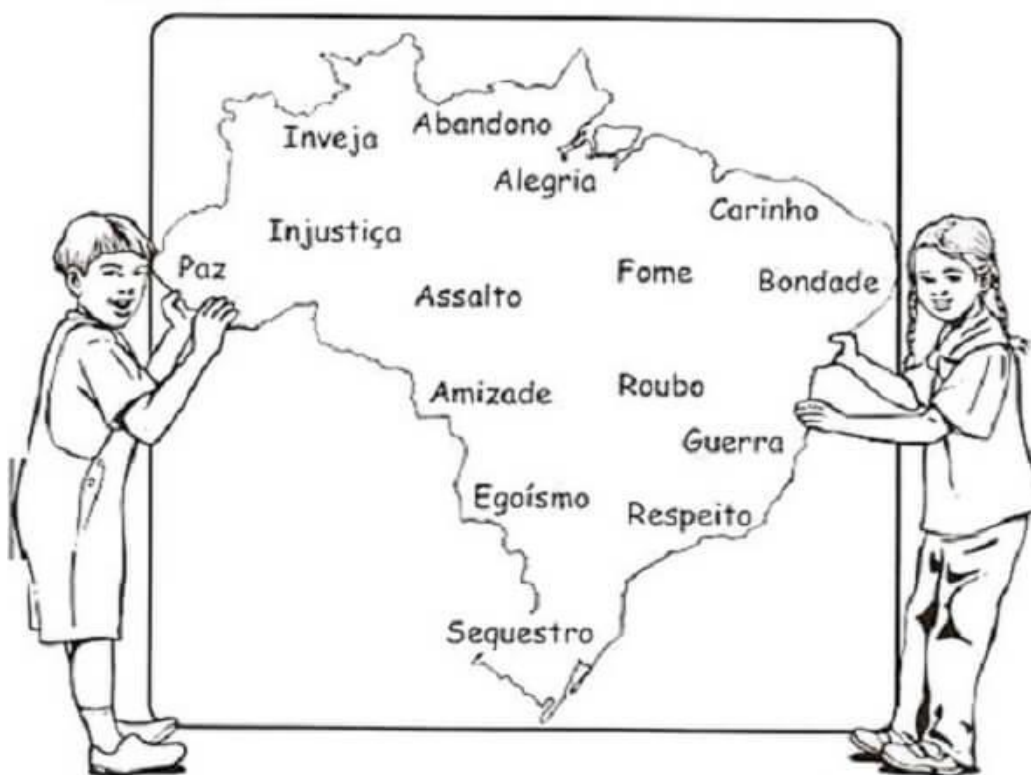 Abandono
Inveja
Alegria
Carinho
Injustiça
Paz
Fome
Bondade
Assalto
Amizade
Roubo
Guerra
Egoísmo
Respeito
Sequestro